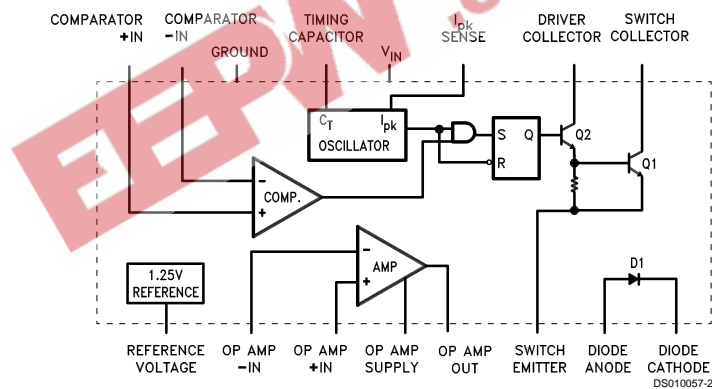 COMPARATOR
+IN
COMPARATOR
-IN
GROUND
TIMING
CAPACITOR
VIN
Ipk
SENSE
DRIVER
COLLECTOR
SWITCH
COLLECTOR
EEPW
CT
Ipk
OSCILLATOR
S
Q
R
Q2
Q1
-
COMP.
+
-
AMP
+
1.25V
REFERENCE
D1
REFERENCE
VOLTAGE
OP AMP
-IN
OP AMP
+IN
OP AMP
SUPPLY
OP AMP
OUT
SWITCH
EMITTER
DIODE
ANODE
DIODE
CATHODE
DS010057-2